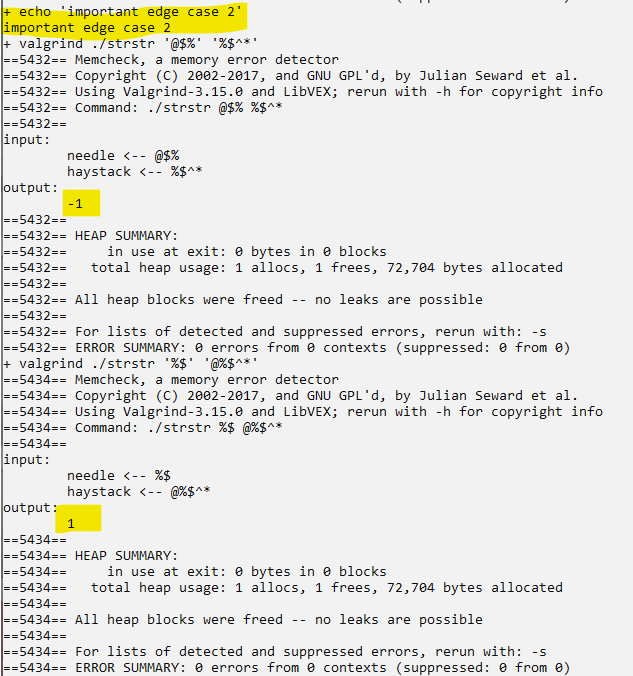 + echo 'important edge case 2'
important edge case 2
+ valgrind ./strstr '@$%' '%$^*'
==5432== Memcheck, a memory error detector
==5432== Copyright (C) 2002-2017, and GNU GPL'd, by Julian Seward et al.
==5432== Using Valgrind-3.15.0 and LibVEX; rerun with -h for copyright info
==5432== Command: ./strstr @$% %$^*
==5432==
input:
needle <-- @$%
haystack <-- %$^*
output:
-1
==5432==
==5432== HEAP SUMMARY:
==5432==     in use at exit: 0 bytes in 0 blocks
==5432==   total heap usage: 1 allocs, 1 frees, 72,704 bytes allocated
==5432==
==5432== All heap blocks were freed -- no leaks are possible
==5432==
==5432== For lists of detected and suppressed errors, rerun with: -s
==5432== ERROR SUMMARY: 0 errors from 0 contexts (suppressed: 0 from 0)
+ valgrind ./strstr '%$' '@%$^*'
==5434== Memcheck, a memory error detector
==5434== Copyright (C) 2002-2017, and GNU GPL'd, by Julian Seward et al.
==5434== Using Valgrind-3.15.0 and LibVEX; rerun with -h for copyright info
==5434== Command: ./strstr %$ @%$^*
==5434==
input:
needle <-- %$
haystack <-- @%$^*
output:
1
==5434==
==5434== HEAP SUMMARY:
==5434==     in use at exit: 0 bytes in 0 blocks
==5434==   total heap usage: 1 allocs, 1 frees, 72,704 bytes allocated
==5434==
==5434== All heap blocks were freed -- no leaks are possible
==5434==
==5434== For lists of detected and suppressed errors, rerun with: -s
==5434== ERROR SUMMARY: 0 errors from 0 contexts (suppressed: 0 from 0)